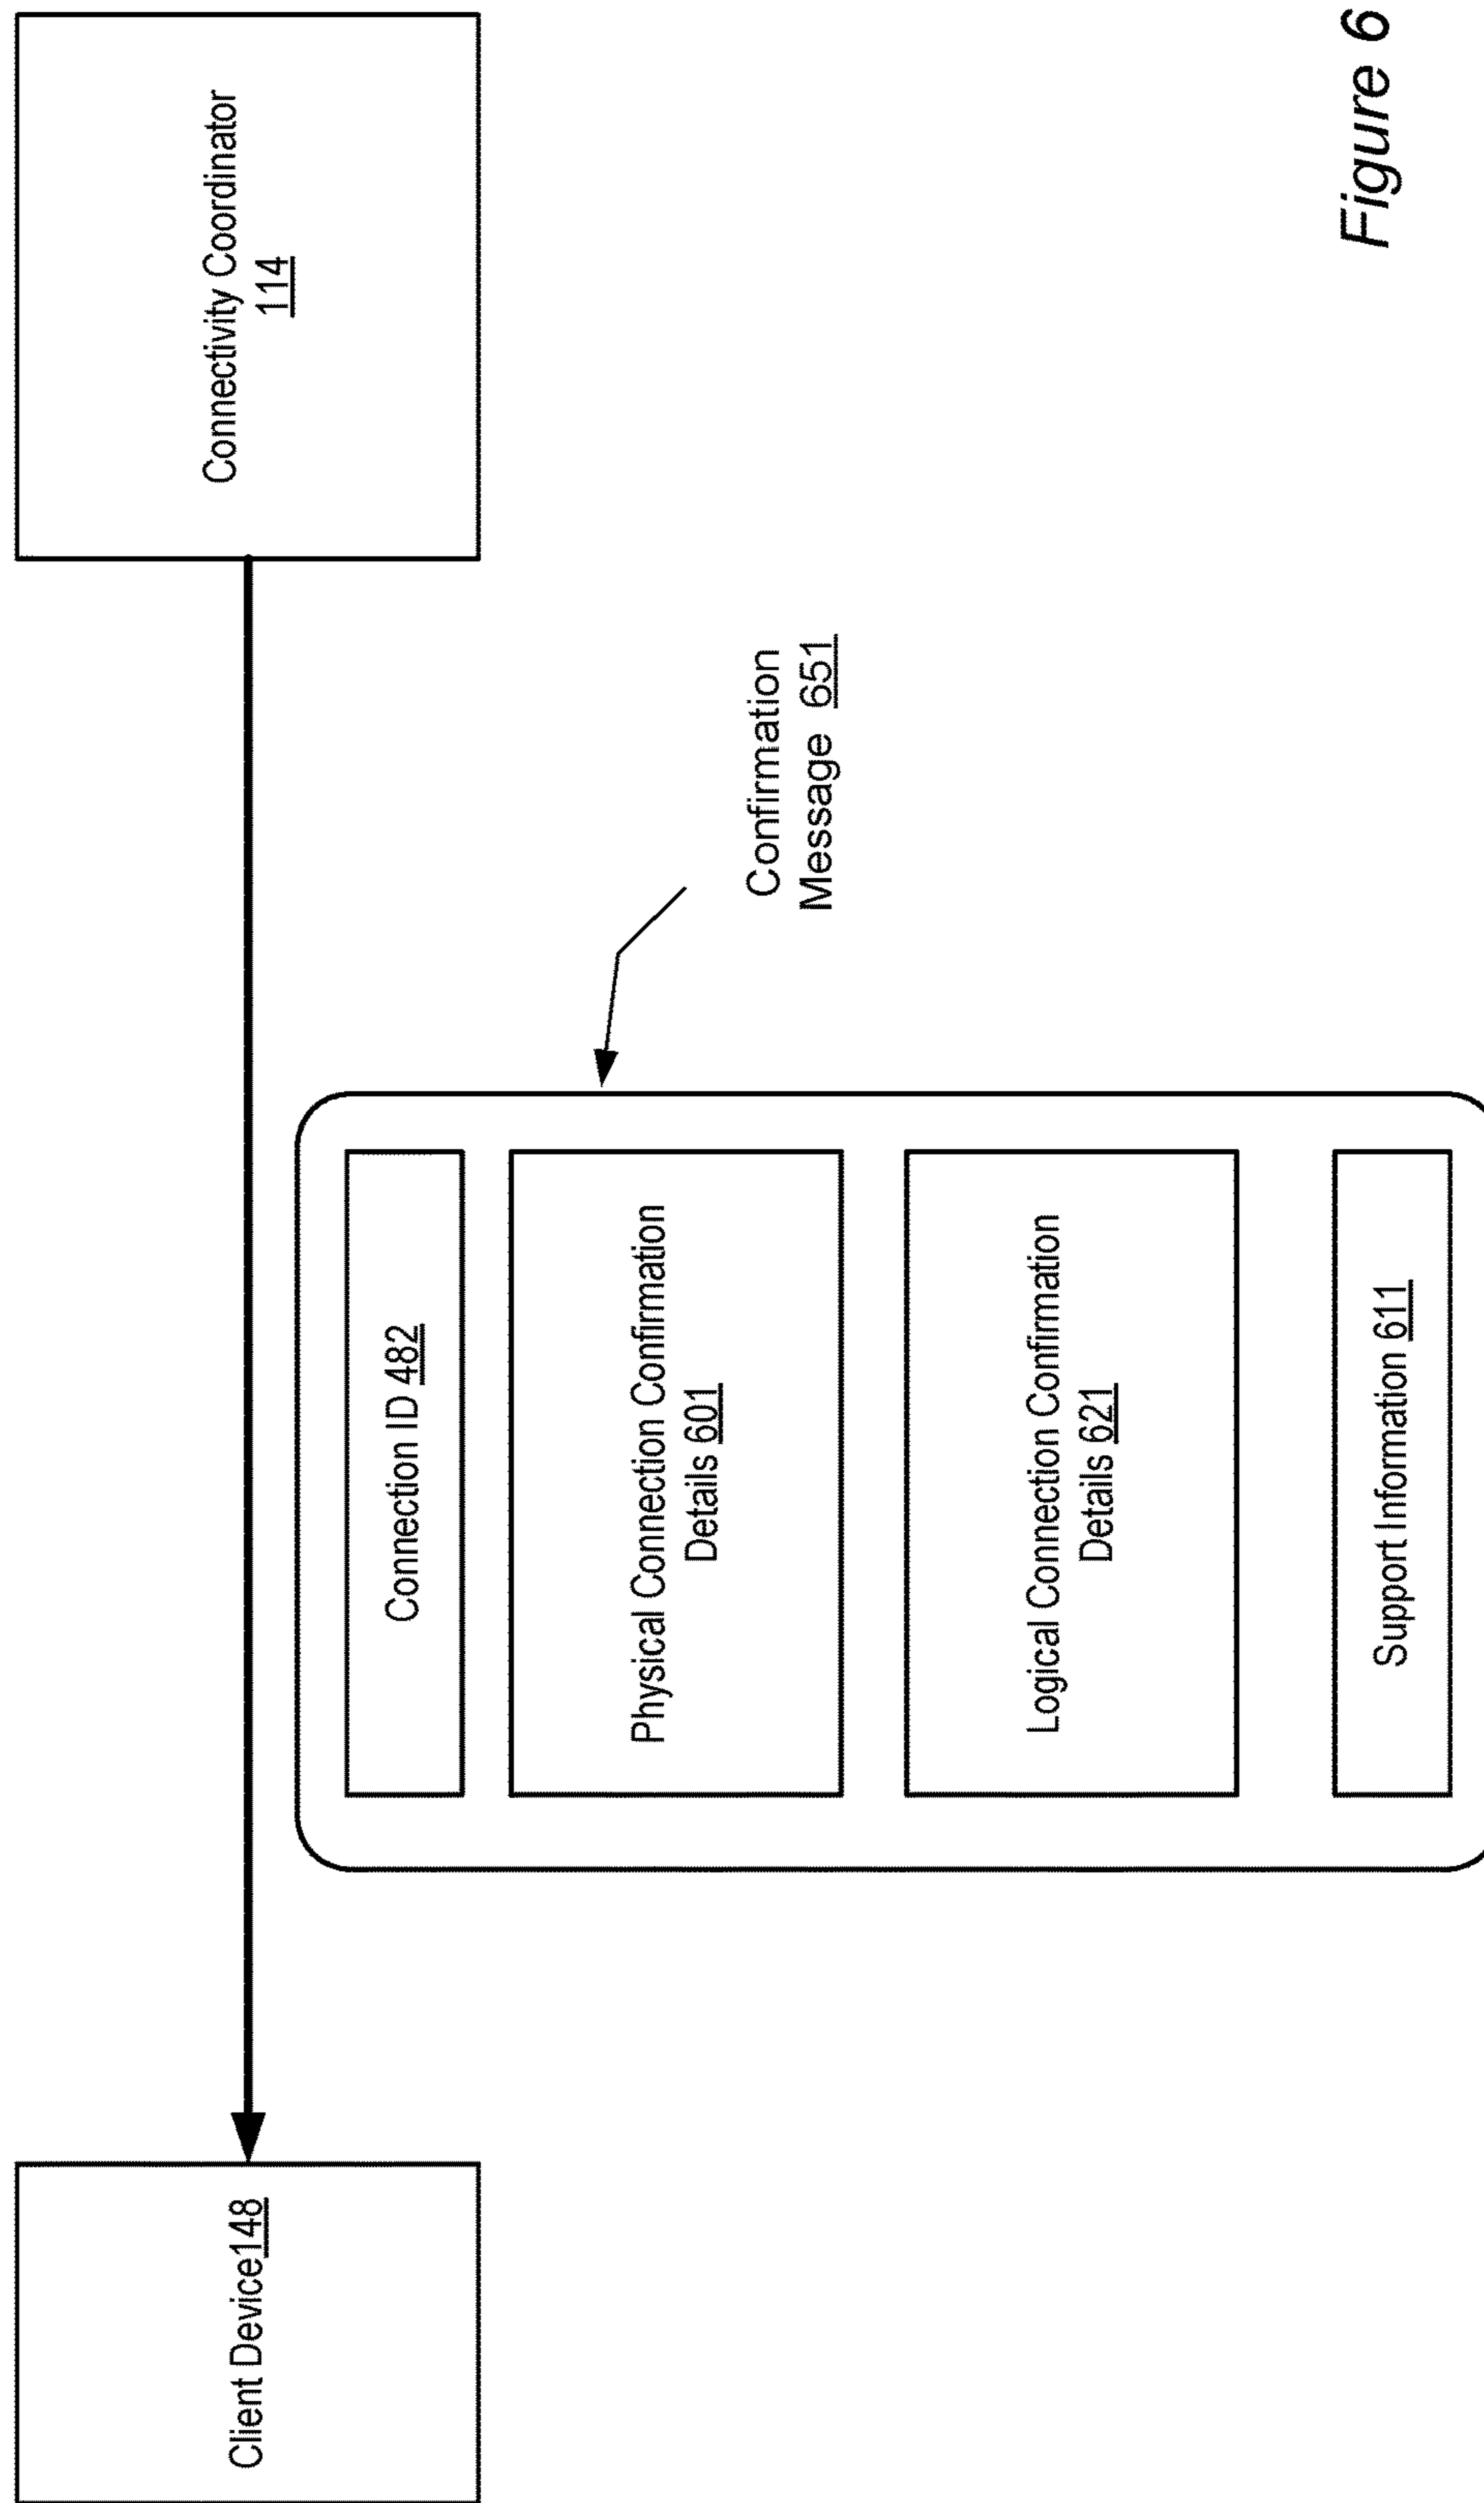 Client Device148
Connectivity Coordinator
114
Confirmation
Message 651
Connection ID 482
Physical Connection Confirmation
Details 601
Logical Connection Confirmation
Details 621
Support Information 611
Figure 6